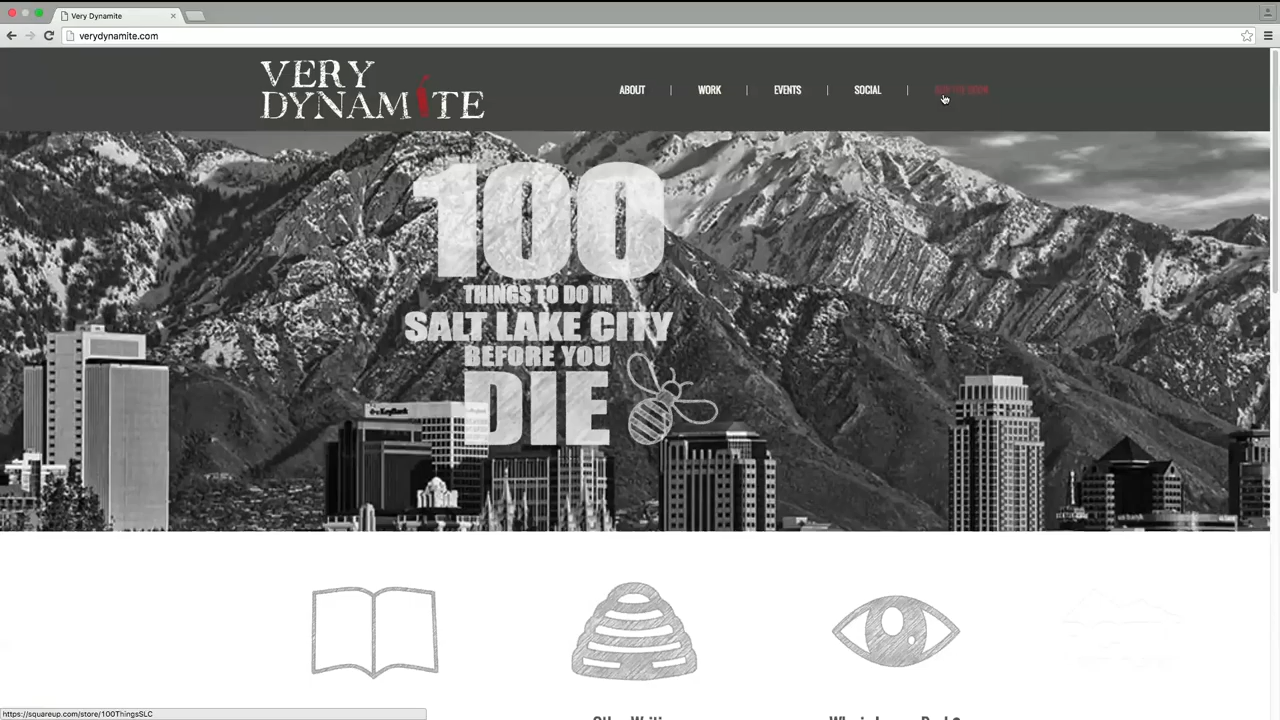 Very Dynamite
verydynamite.com
VERY
DYNAMITE
ABOUT | WORK | EVENTS | SOCIAL |
100
THINGS TO DO IN
SALT LAKE CITY
BEFORE YOU
DIE
KeyBank
https://squareup.com/store/100ThingsSLC